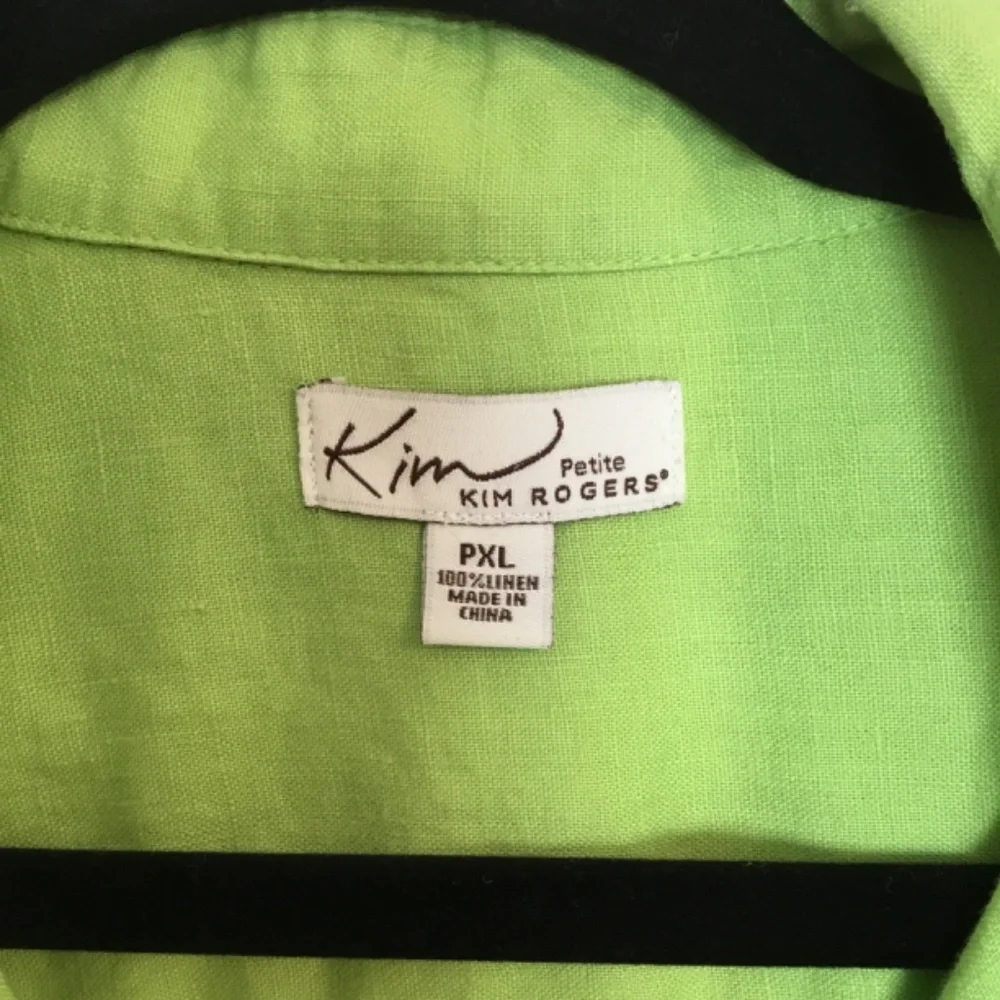 Kim
Petite
KIM ROGERS®
PXL
100%LINEN
MADE IN
CHINA